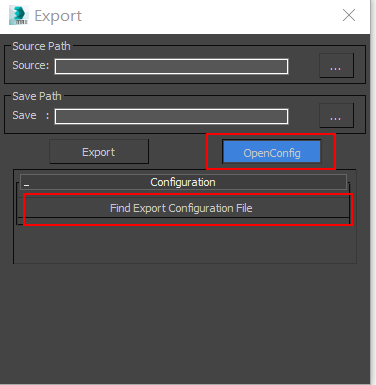 Export
Source Path
Source:
...
Save Path
Save :
...
Export
OpenConfig
Configuration
Find Export Configuration File